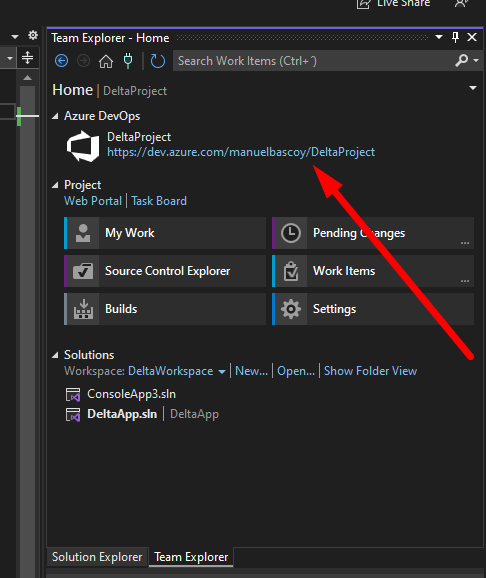 Live Share
Team Explorer - Home
Search Work Items (Ctrl+´)
Home | DeltaProject
Azure DevOps
DeltaProject
https://dev.azure.com/manuelbascoy/DeltaProject
Project
Web Portal | Task Board
My Work
Pending Changes
...
Source Control Explorer
Work Items
...
Builds
Settings
Solutions
Workspace: DeltaWorkspace | New... | Open... | Show Folder View
ConsoleApp3.sln
DeltaApp.sln | DeltaApp
Solution Explorer Team Explorer